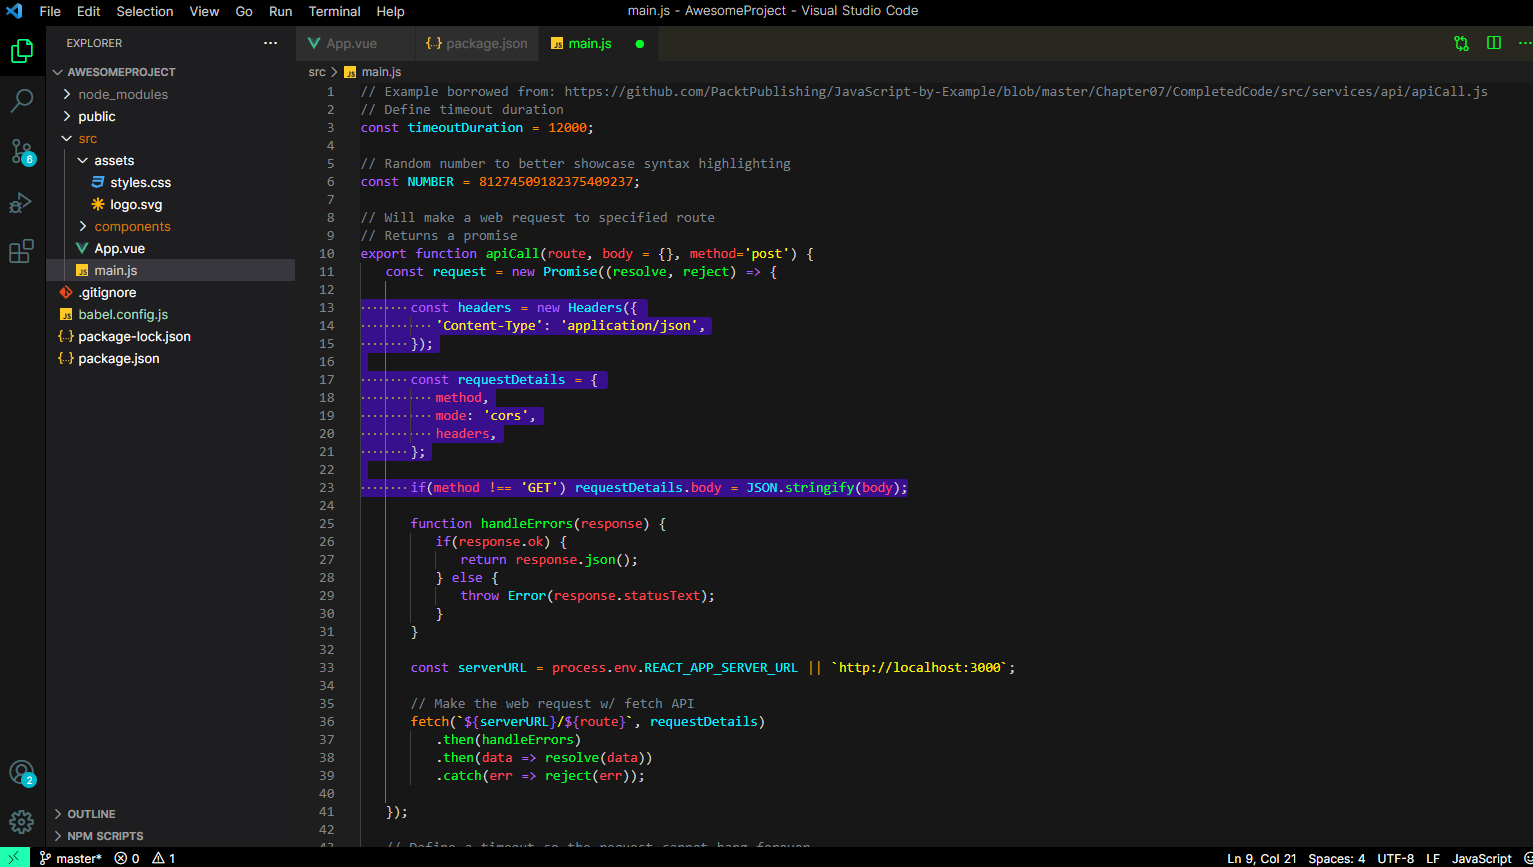 File Edit Selection View Go Run Terminal Help
main.js - AwesomeProject - Visual Studio Code
EXPLORER
AWESOMEPROJECT
node_modules
public
src
assets
styles.css
logo.svg
components
App.vue
main.js
.gitignore
babel.config.js
package-lock.json
package.json
OUTLINE
NPM SCRIPTS
6
2
App.vue package.json main.js
src > main.js
1 // Example borrowed from: https://github.com/PacktPublishing/JavaScript-by-Example/blob/master/Chapter07/CompletedCode/src/services/api/apiCall.js
2 // Define timeout duration
3 const timeoutDuration = 12000;
4
5 // Random number to better showcase syntax highlighting
6 const NUMBER = 81274509182375409237;
7
8 // Will make a web request to specified route
9 // Returns a promise
10 export function apiCall(route, body = {}, method='post') {
11 const request = new Promise((resolve, reject) => {
12
13 const headers = new Headers({
14 'Content-Type': 'application/json',
15 });
16
17 const requestDetails = {
18 method,
19 mode: 'cors',
20 headers,
21 };
22
23 if(method !== 'GET') requestDetails.body = JSON.stringify(body);
24
25 function handleErrors(response) {
26 if(response.ok) {
27 return response.json();
28 } else {
29 throw Error(response.statusText);
30 }
31 }
32
33 const serverURL = process.env.REACT_APP_SERVER_URL || `http://localhost:3000`;
34
35 // Make the web request w/ fetch API
36 fetch(`${serverURL}/${route}`, requestDetails)
37 .then(handleErrors)
38 .then(data => resolve(data))
39 .catch(err => reject(err));
40
41 });
42
43 // Define a timeout so the request cannot hang forever
master* 0 1
Ln 9, Col 21 Spaces: 4 UTF-8 LF JavaScript